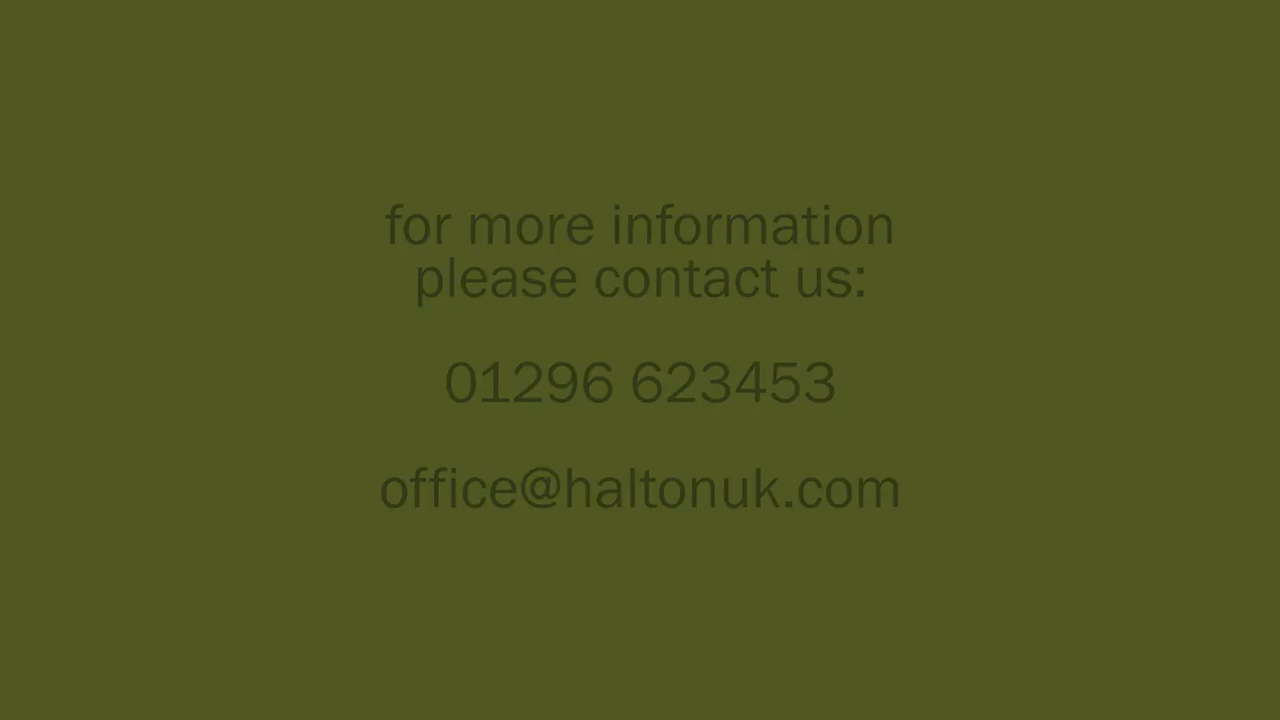 for more information
please contact us:
01296 623453
office@haltonuk.com